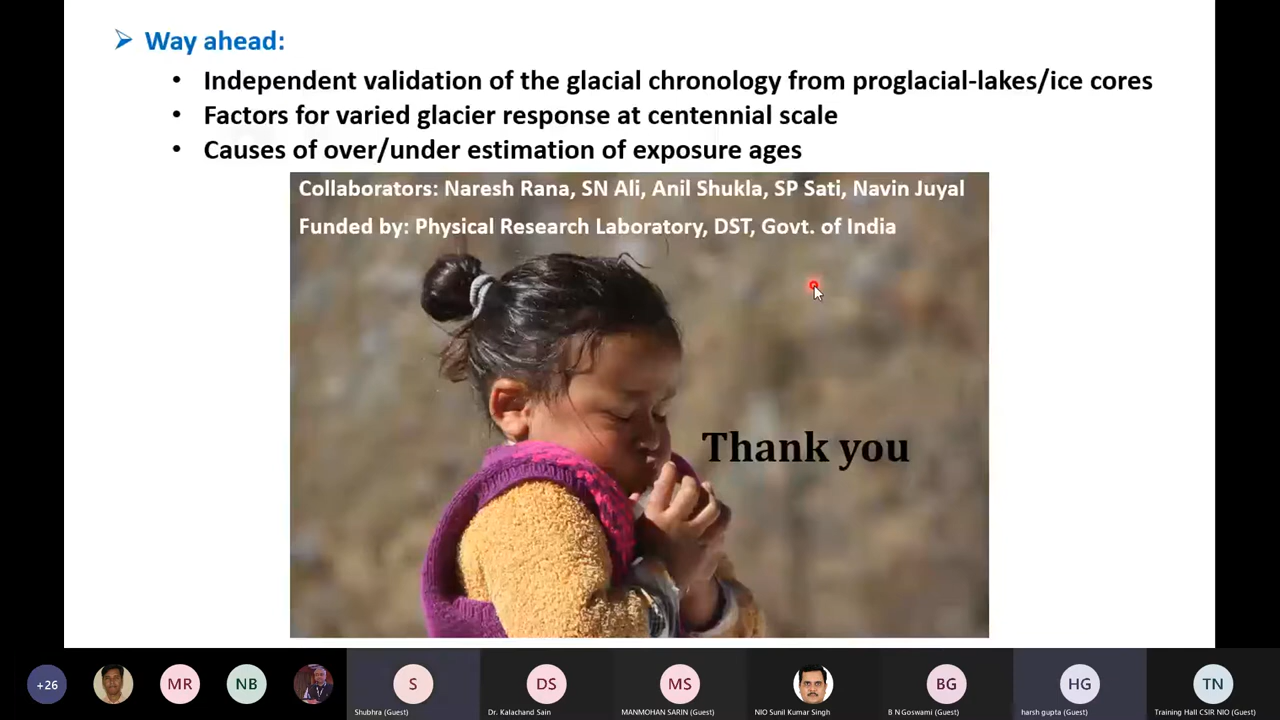 Way ahead:
• Independent validation of the glacial chronology from proglacial-lakes/ice cores
• Factors for varied glacier response at centennial scale
• Causes of over/under estimation of exposure ages
Collaborators: Naresh Rana, SN Ali, Anil Shukla, SP Sati, Navin Juyal
Funded by: Physical Research Laboratory, DST, Govt. of India
Thank you
+26
MR
NB
S
DS
MS
BG
HG
TN
Shubhra (Guest)
Dr. Kalachand Sain
MANMOHAN SARIN (Guest)
NIO Sunil Kumar Singh
B N Goswami (Guest)
harsh gupta (Guest)
Training Hall CSIR NIO (Guest)